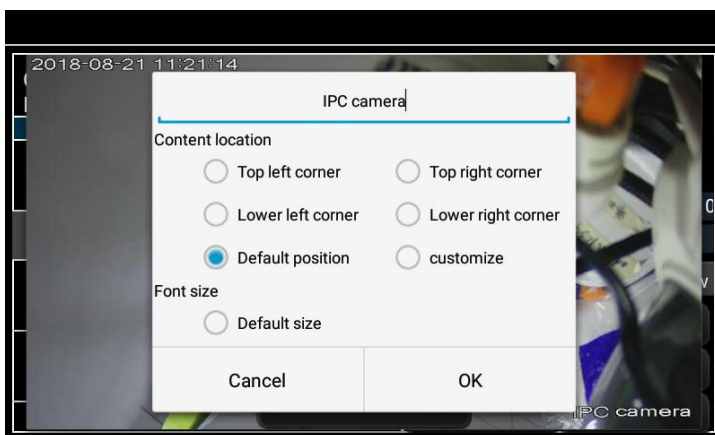 2018-08-21 11:21:14
IPC camera
Content location
Top left corner
Top right corner
Lower left corner
Lower right corner
Default position
customize
Font size
Default size
Cancel
OK
IPC camera